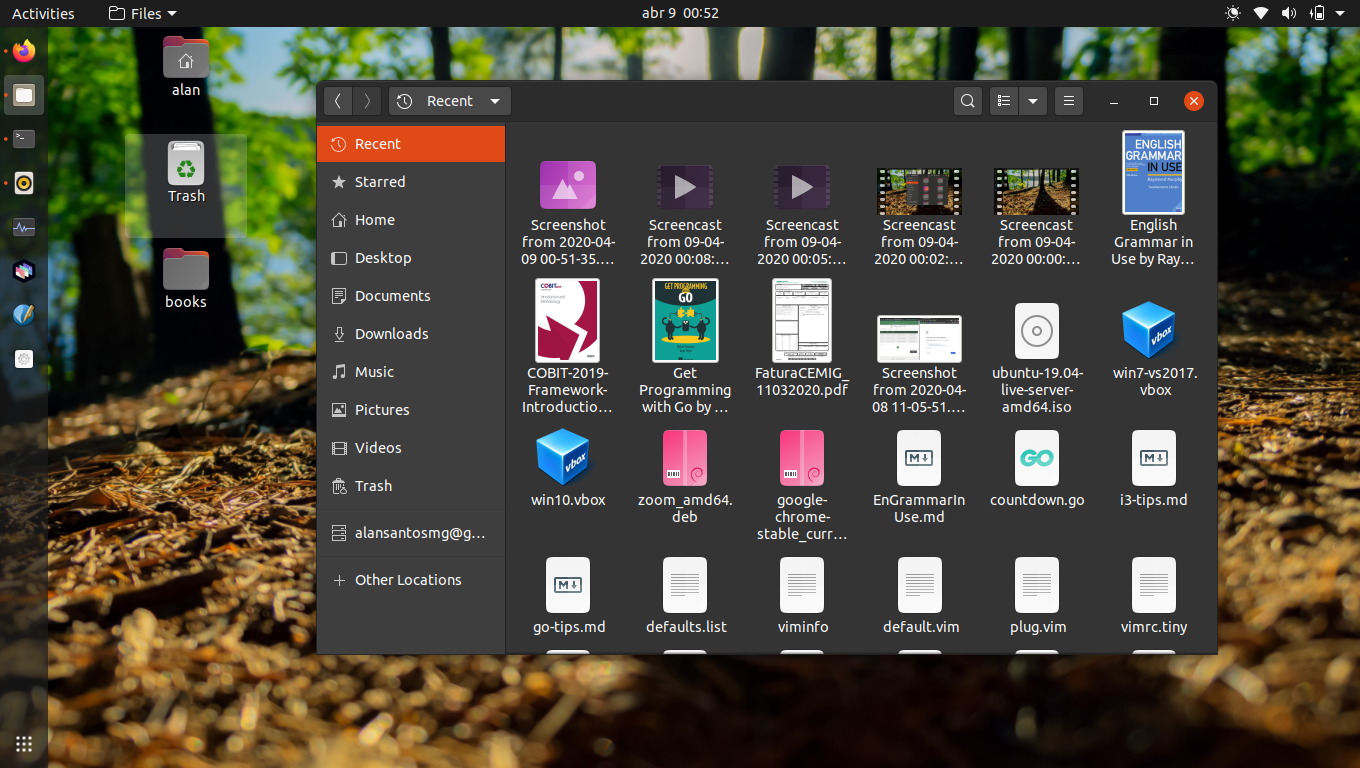 Activities
Files
abr 9 00:52
alan
Trash
books
Recent
Recent
Starred
Home
Desktop
Documents
Downloads
Music
Pictures
Videos
Trash
alansantosmg@g...
Other Locations
Screenshot
from 2020-04-
09 00-51-35....
Screencast
from 09-04-
2020 00:08:...
Screencast
from 09-04-
2020 00:05:...
Screencast
from 09-04-
2020 00:02:...
Screencast
from 09-04-
2020 00:00:...
ENGLISH
GRAMMAR
IN USE
English
Grammar in
Use by Ray...
COBIT
COBIT-2019-
Framework-
Introductio...
GET PROGRAMMING
GO
Get
Programming
with Go by ...
FaturaCEMIG_
11032020.pdf
Screenshot
from 2020-04-
08 11-05-51....
ubuntu-19.04-
live-server-
amd64.iso
vbox
win7-vs2017.
vbox
vbox
win10.vbox
zoom_amd64.
deb
google-
chrome-
stable_curr...
M
EnGrammarIn
Use.md
GO
countdown.go
M
i3-tips.md
M
go-tips.md
defaults.list
viminfo
default.vim
plug.vim
vimrc.tiny